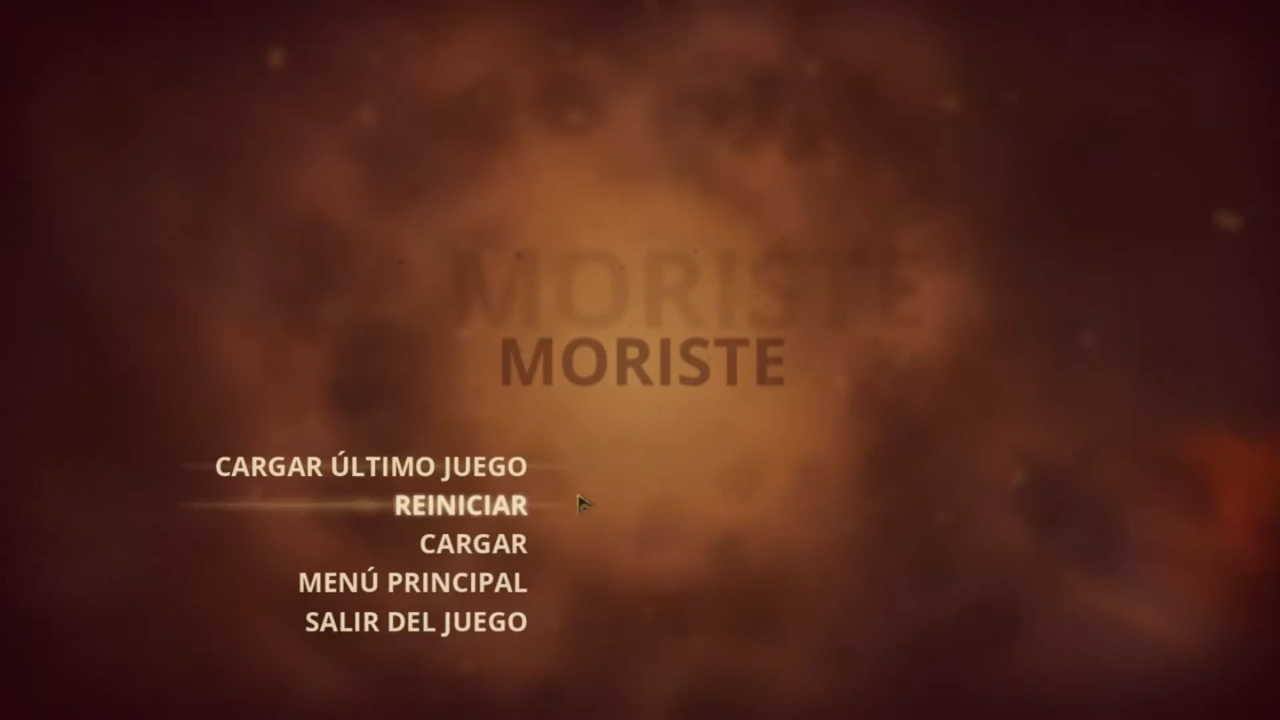 MORISTE
MORISTE
CARGAR ÚLTIMO JUEGO
REINICIAR
CARGAR
MENÚ PRINCIPAL
SALIR DEL JUEGO